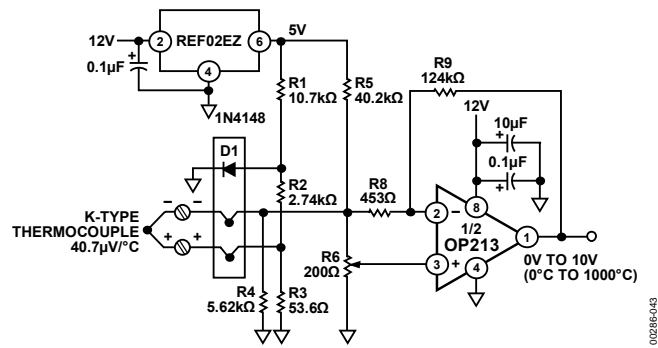 12V
2
REF02EZ
6
5V
0.1µF
+
4
1N4148
R1
10.7kΩ
R5
40.2kΩ
R9
124kΩ
12V
10µF
+
0.1µF
+
D1
R2
2.74kΩ
K-TYPE
THERMOCOUPLE
40.7µV/°C
– –
+ +
R8
453Ω
2 –
8
1/2
OP213
1
3 +
4
R6
200Ω
0V TO 10V
(0°C TO 1000°C)
R4
5.62kΩ
R3
53.6Ω
00286-043